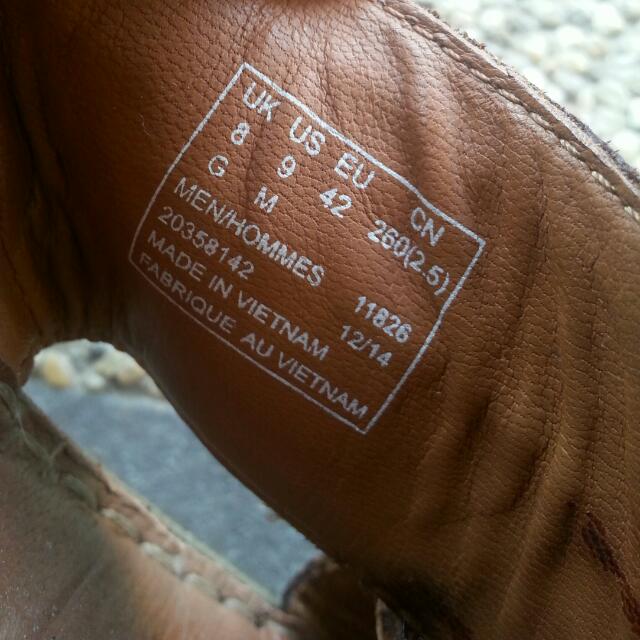 UK US EU CN
8 9 42 260(2.5)
G M
MEN/HOMMES
20358142 11826
MADE IN VIETNAM 12/14
FABRIQUE AU VIETNAM